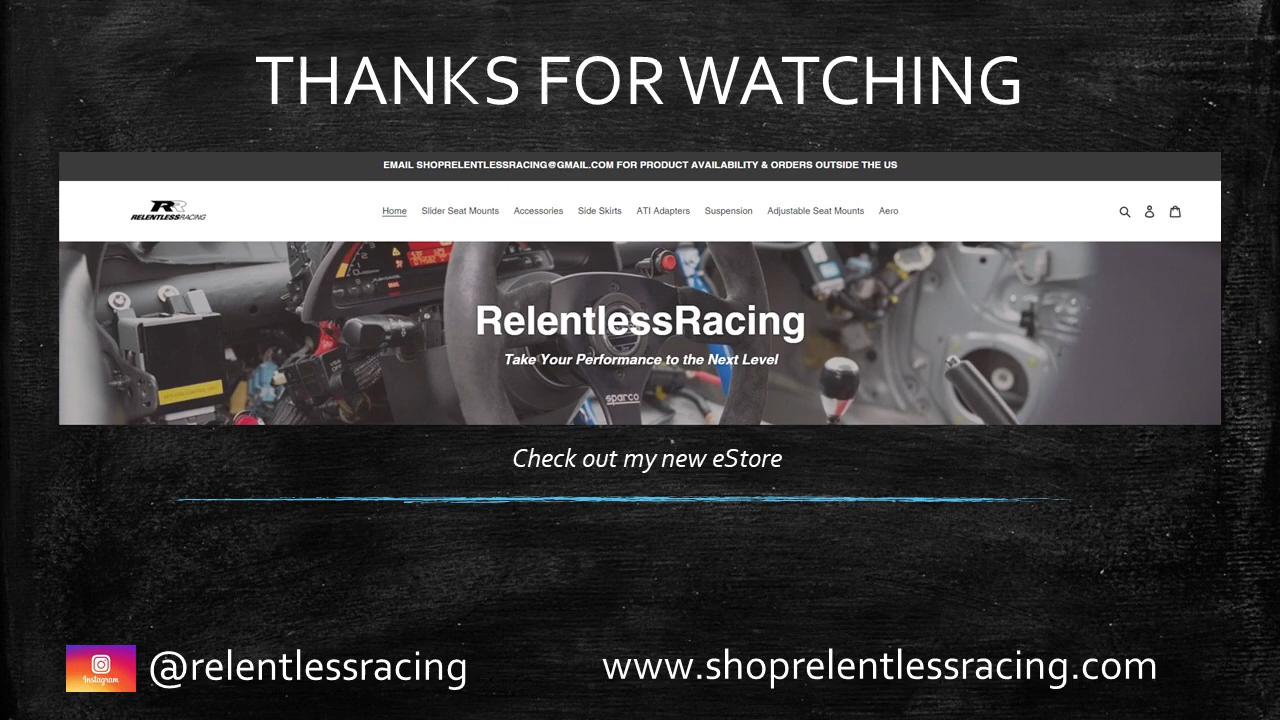 THANKS FOR WATCHING
EMAIL SHOPRELENTLESSRACING@GMAIL.COM FOR PRODUCT AVAILABILITY & ORDERS OUTSIDE THE US
RR
RELENTLESSRACING
Home Slider Seat Mounts Accessories Side Skirts ATI Adapters Suspension Adjustable Seat Mounts Aero
RelentlessRacing
Take Your Performance to the Next Level
sparco
Check out my new eStore
Instagram
@relentlessracing
www.shoprelentlessracing.com